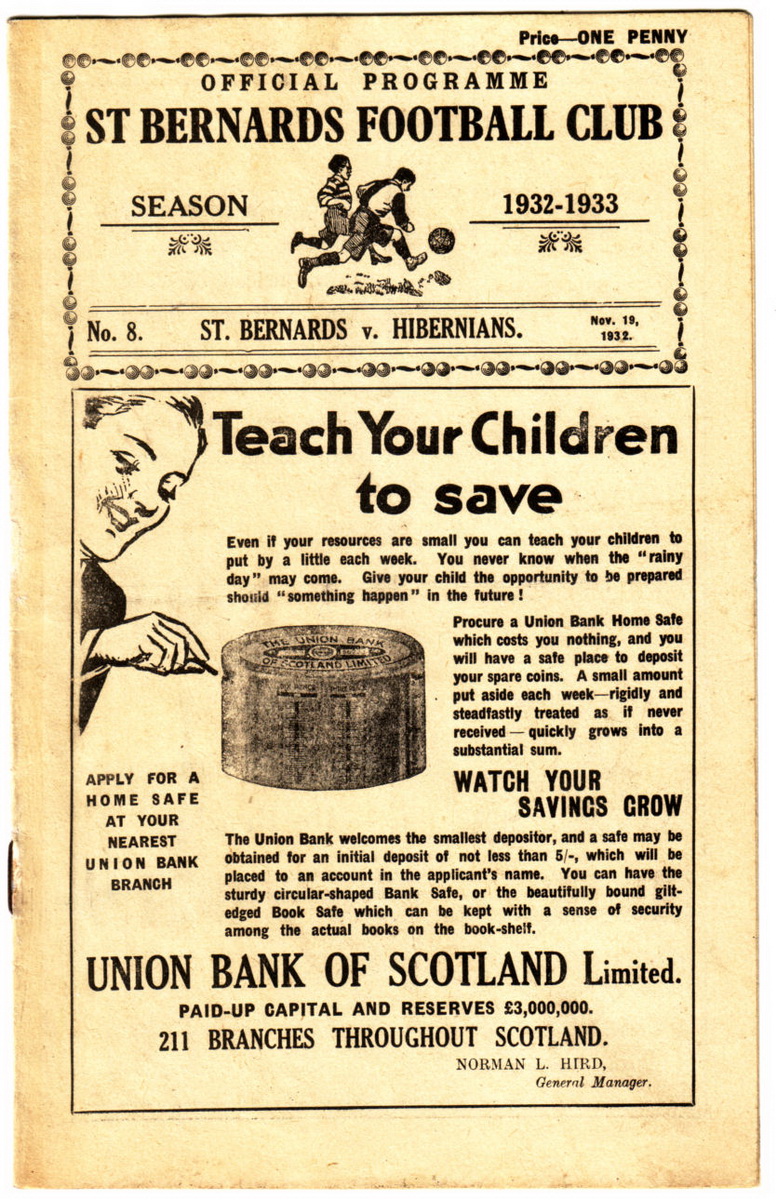 Price—ONE PENNY
OFFICIAL PROGRAMME
ST BERNARDS FOOTBALL CLUB
SEASON 1932-1933
No. 8. ST. BERNARDS v. HIBERNIANS. Nov. 19,
1932.
Teach Your Children
to save
Even if your resources are small you can teach your children to
put by a little each week. You never know when the "rainy
day" may come. Give your child the opportunity to be prepared
should "something happen" in the future!
THE UNION BANK
OF SCOTLAND LIMITED
Procure a Union Bank Home Safe
which costs you nothing, and you
will have a safe place to deposit
your spare coins. A small amount
put aside each week—rigidly and
steadfastly treated as if never
received—quickly grows into a
substantial sum.
WATCH YOUR
SAVINGS GROW
APPLY FOR A
HOME SAFE
AT YOUR
NEAREST
UNION BANK
BRANCH
The Union Bank welcomes the smallest depositor, and a safe may be
obtained for an initial deposit of not less than 5/-, which will be
placed to an account in the applicant's name. You can have the
sturdy circular-shaped Bank Safe, or the beautifully bound gilt-
edged Book Safe which can be kept with a sense of security
among the actual books on the book-shelf.
UNION BANK OF SCOTLAND Limited.
PAID-UP CAPITAL AND RESERVES £3,000,000.
211 BRANCHES THROUGHOUT SCOTLAND.
NORMAN L. HIRD,
General Manager.